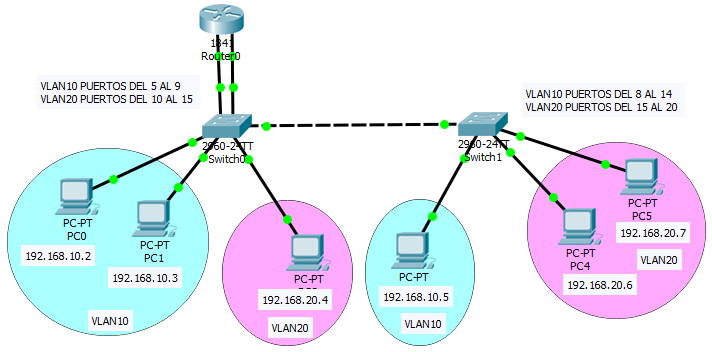 1841
Router0
VLAN10 PUERTOS DEL 5 AL 9
VLAN20 PUERTOS DEL 10 AL 15
VLAN10 PUERTOS DEL 8 AL 14
VLAN20 PUERTOS DEL 15 AL 20
2960-24TT
Switch0
2960-24TT
Switch1
PC-PT
PC0
192.168.10.2
PC-PT
PC1
192.168.10.3
VLAN10
PC-PT
192.168.20.4
VLAN20
PC-PT
192.168.10.5
VLAN10
PC-PT
PC4
192.168.20.6
PC-PT
PC5
192.168.20.7
VLAN20